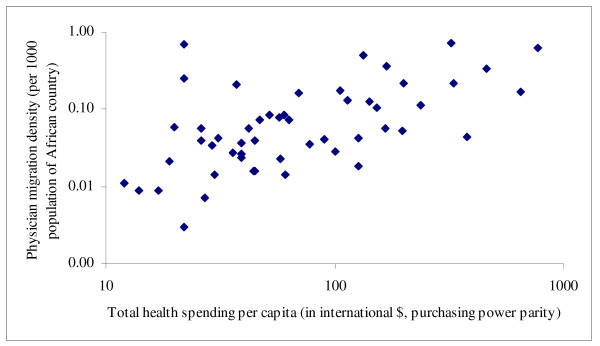 Physician migration density (per 1000
population of African country)
1.00
0.10
0.01
0.00
10
100
1000
Total health spending per capita (in international $, purchasing power parity)